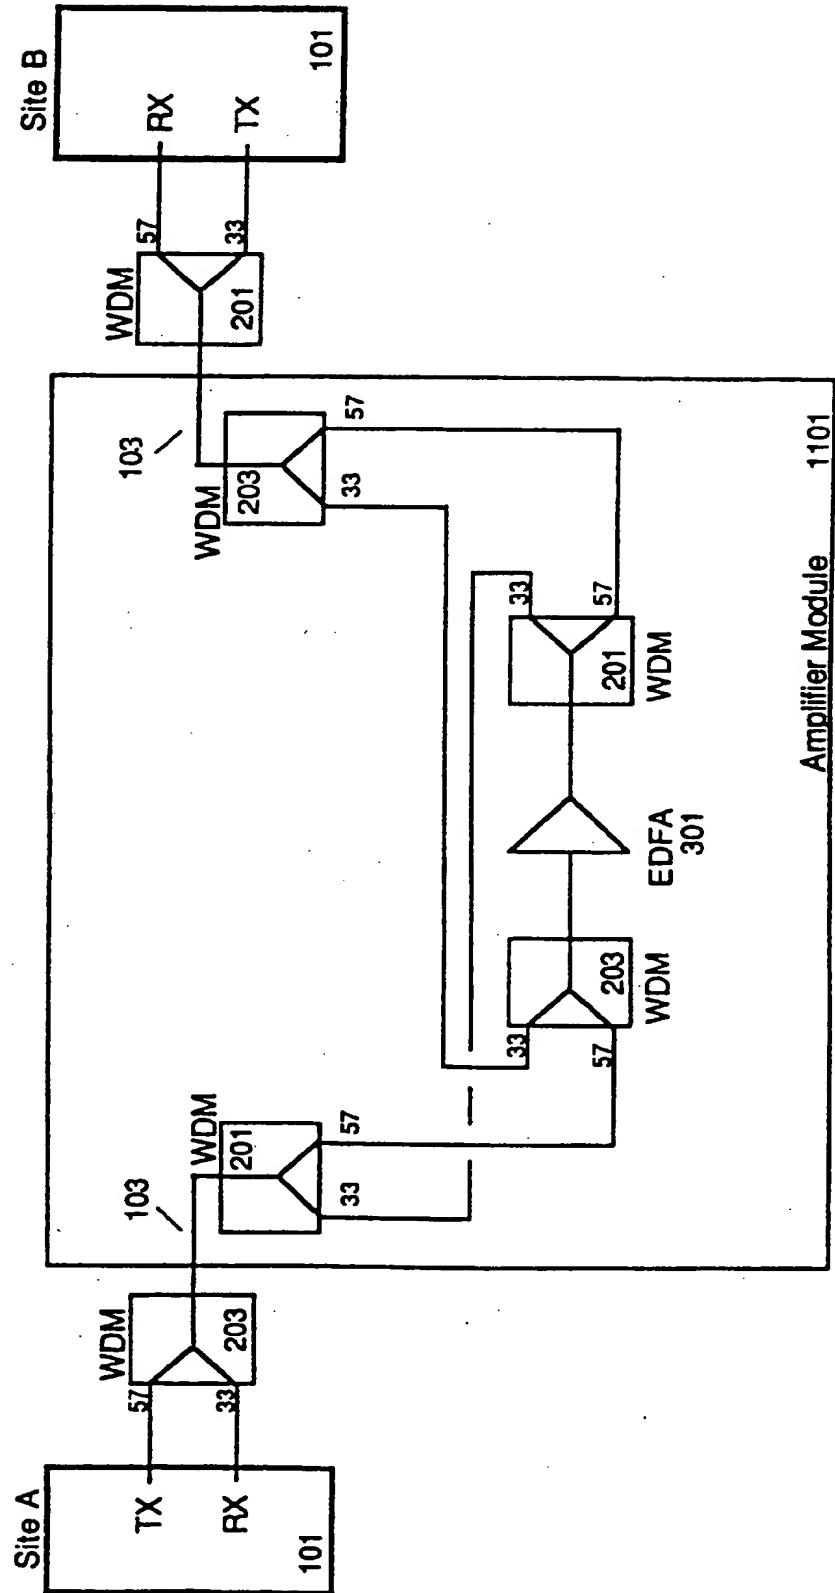 Site A
TX
RX
101
57
33
WDM
203
103
WDM
201
33
57
33
57
203
WDM
EDFA
301
33
57
201
WDM
103
WDM
203
33
57
Amplifier Module
1101
WDM
201
57
33
Site B
RX
TX
101